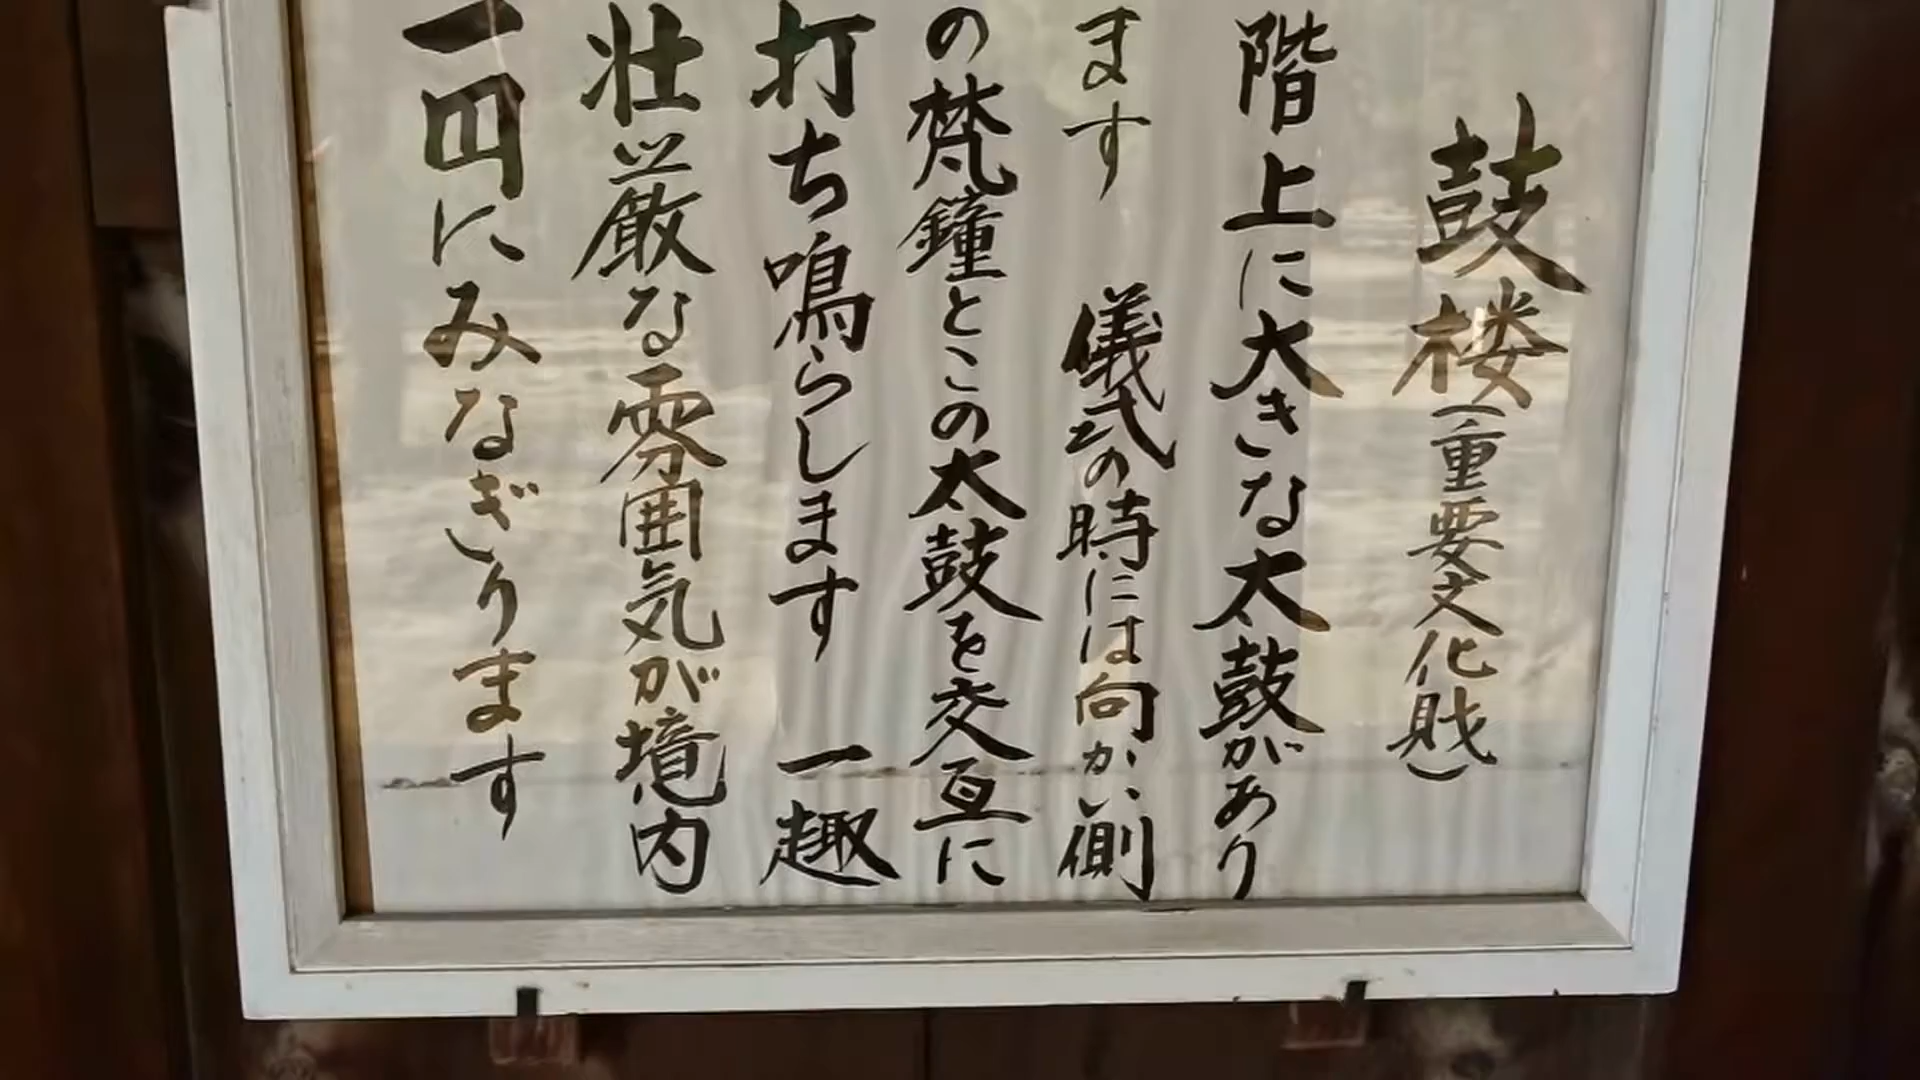 鼓楼(重要文化財)
階上に大きな太鼓があり
ます 儀式の時には向かい側
の梵鐘とこの太鼓を交互に
打ち鳴らします 一趣
壮厳な雰囲気が境内
一円にみなぎります